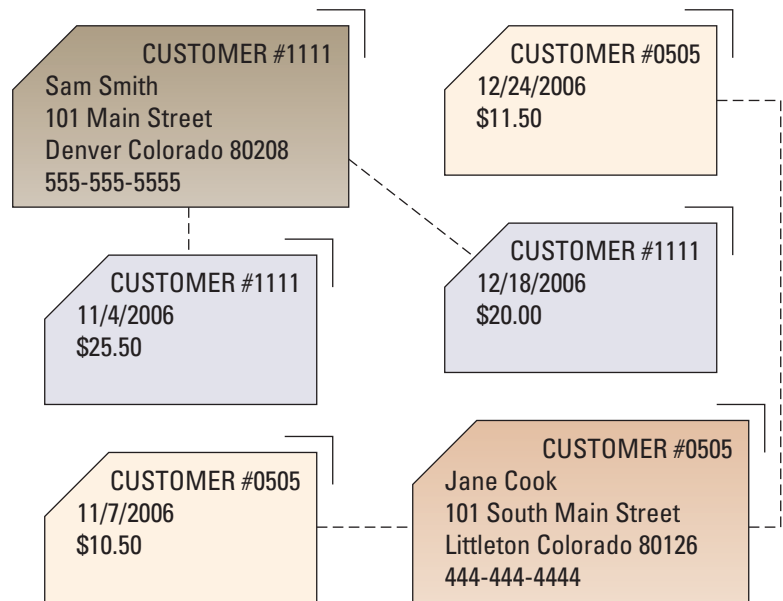 CUSTOMER #1111
Sam Smith
101 Main Street
Denver Colorado 80208
555-555-5555
CUSTOMER #0505
12/24/2006
$11.50
CUSTOMER #1111
11/4/2006
$25.50
CUSTOMER #1111
12/18/2006
$20.00
CUSTOMER #0505
11/7/2006
$10.50
CUSTOMER #0505
Jane Cook
101 South Main Street
Littleton Colorado 80126
444-444-4444